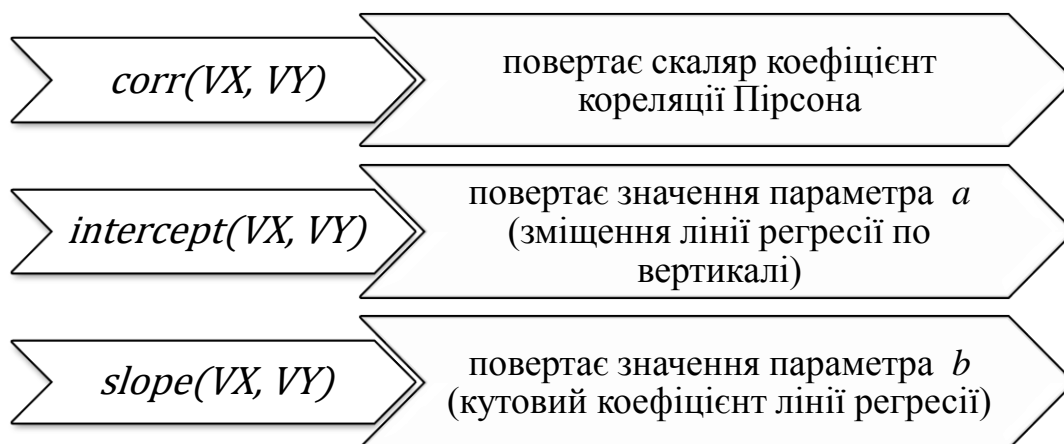 corr(VX, VY)
повертає скаляр коефіцієнт
кореляції Пірсона
intercept(VX, VY)
повертає значення параметра a
(зміщення лінії регресії по
вертикалі)
slope(VX, VY)
повертає значення параметра b
(кутовий коефіцієнт лінії регресії)